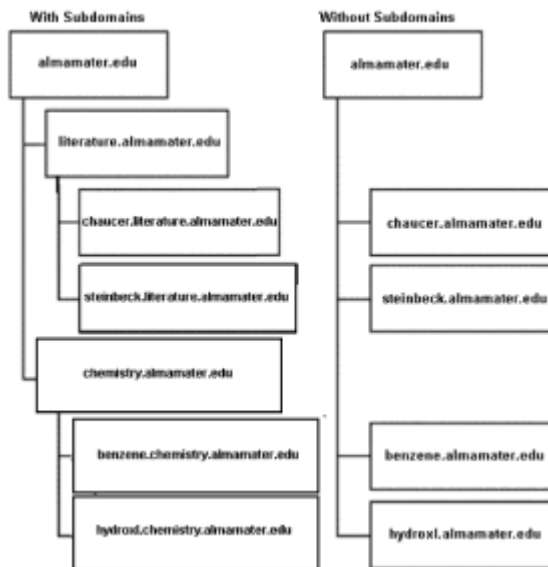 With Subdomains
almamater.edu
literature.almamater.edu
chaucer.literature.almamater.edu
steinbeck.literature.almamater.edu
chemistry.almamater.edu
benzene.chemistry.almamater.edu
hydroxl.chemistry.almamater.edu
Without Subdomains
almamater.edu
chaucer.almamater.edu
steinbeck.almamater.edu
benzene.almamater.edu
hydroxl.almamater.edu